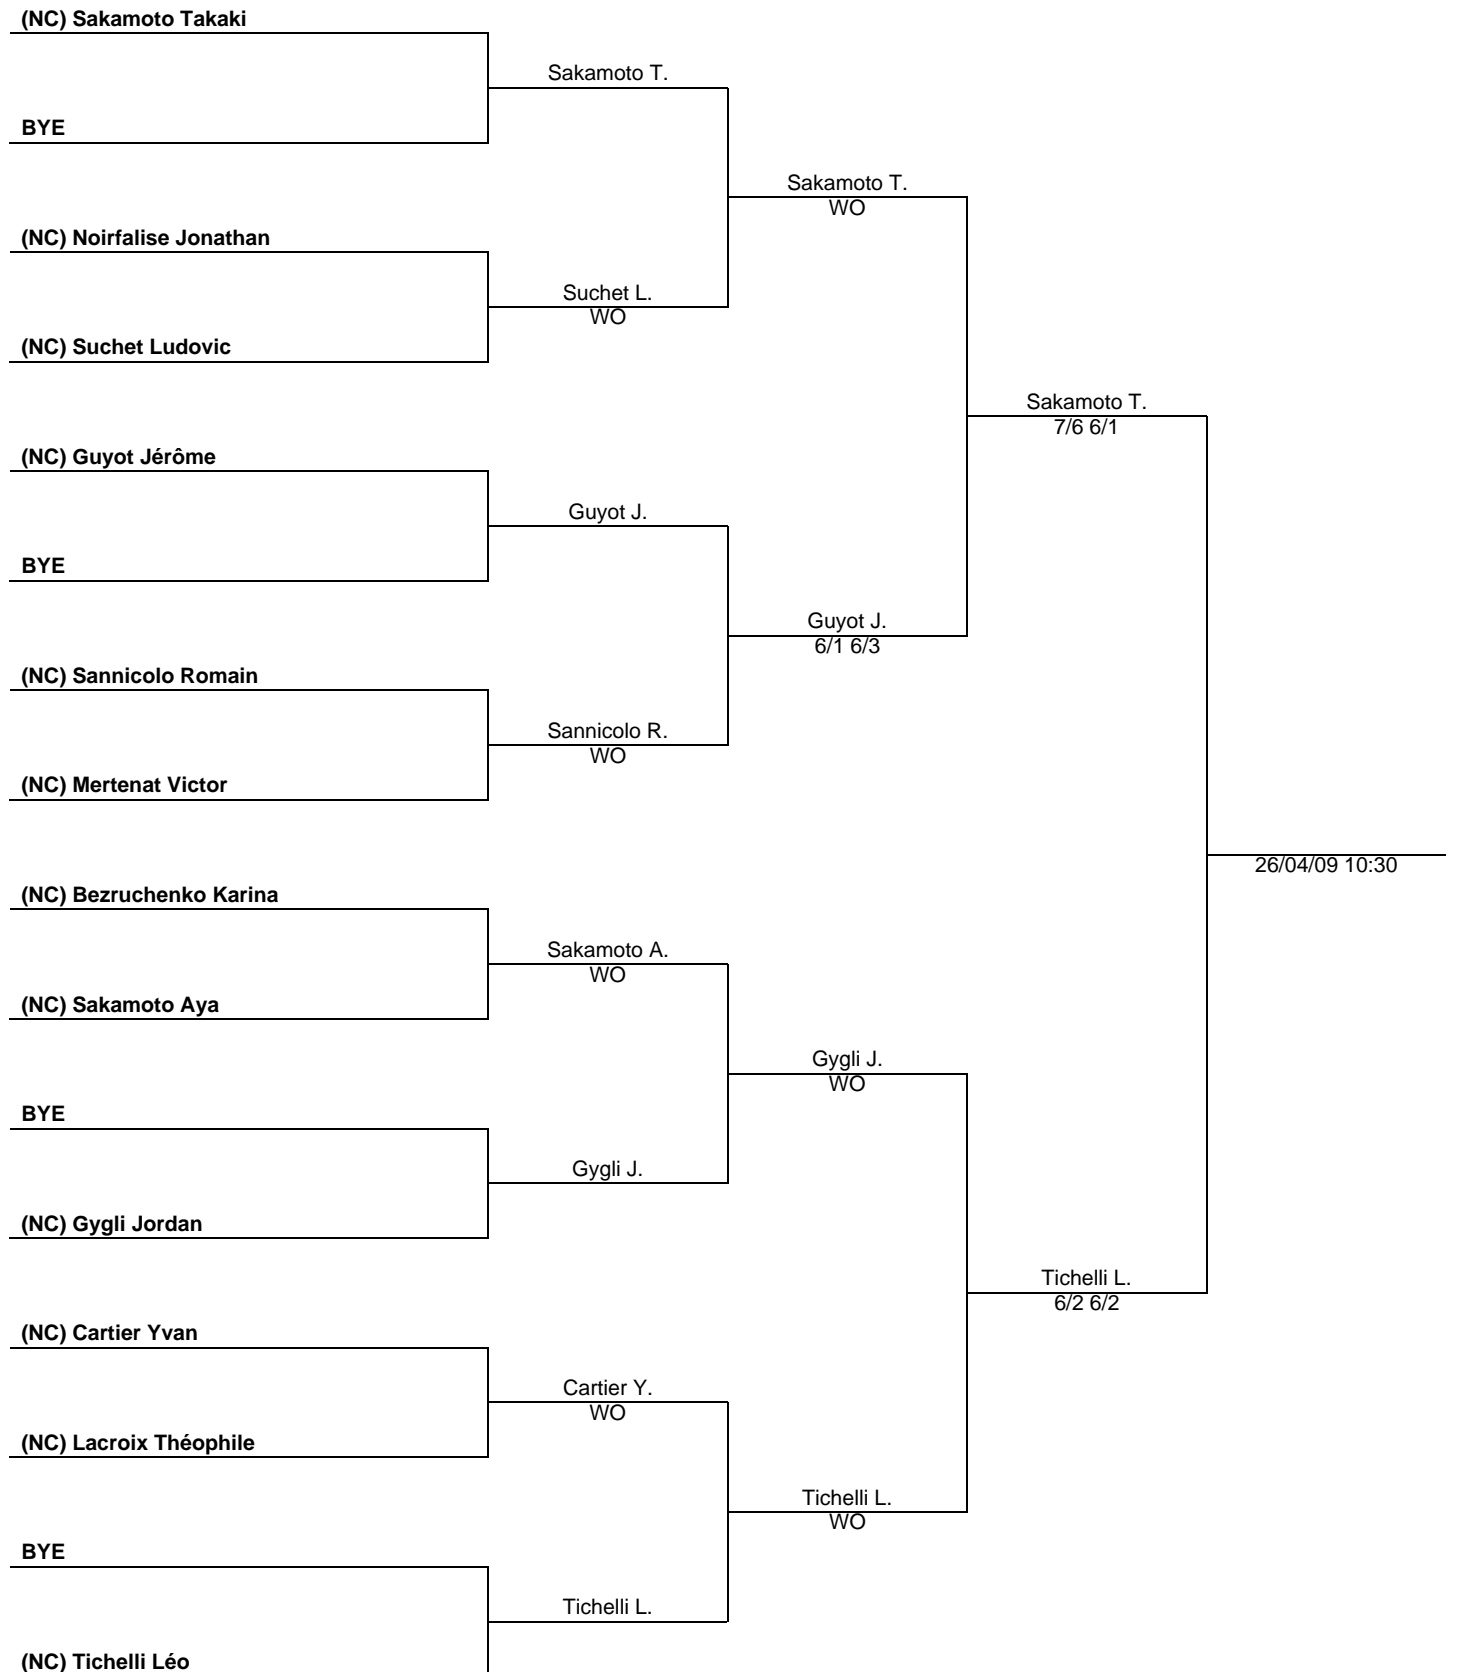 (NC) Sakamoto Takaki
Sakamoto T.
BYE
Sakamoto T.
WO
(NC) Noirfalise Jonathan
Suchet L.
WO
(NC) Suchet Ludovic
Sakamoto T.
7/6 6/1
(NC) Guyot Jérôme
Guyot J.
BYE
Guyot J.
6/1 6/3
(NC) Sannicolo Romain
Sannicolo R.
WO
(NC) Mertenat Victor
26/04/09 10:30
(NC) Bezruchenko Karina
Sakamoto A.
WO
(NC) Sakamoto Aya
Gygli J.
WO
BYE
Gygli J.
(NC) Gygli Jordan
Tichelli L.
6/2 6/2
(NC) Cartier Yvan
Cartier Y.
WO
(NC) Lacroix Théophile
Tichelli L.
WO
BYE
Tichelli L.
(NC) Tichelli Léo